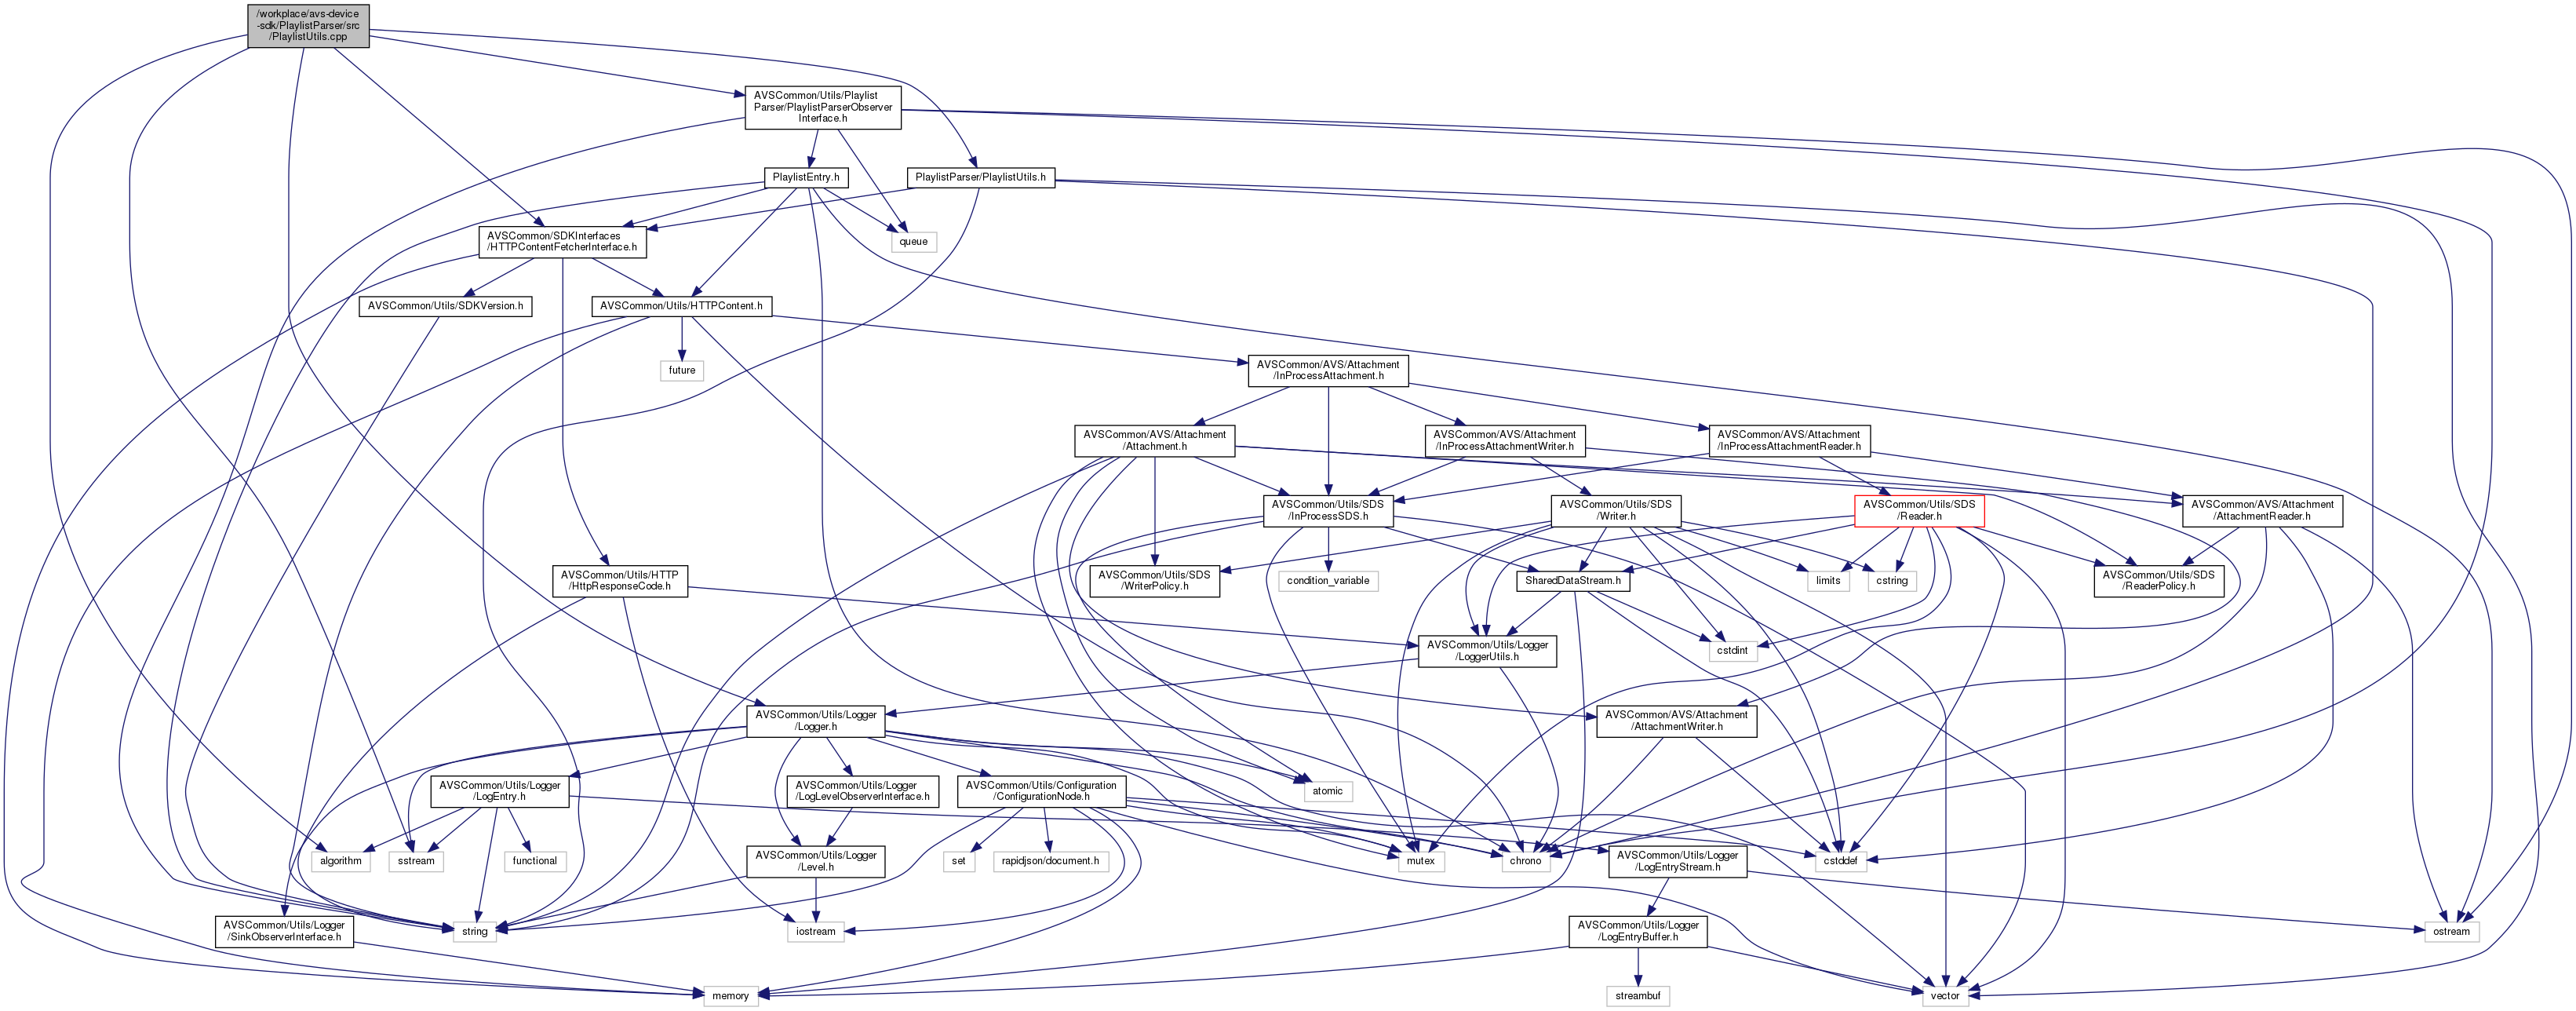 /workplace/avs-device
-sdk/PlaylistParser/src
/PlaylistUtils.cpp
AVSCommon/Utils/Playlist
Parser/PlaylistParserObserver
Interface.h
PlaylistEntry.h
PlaylistParser/PlaylistUtils.h
AVSCommon/SDKInterfaces
/HTTPContentFetcherInterface.h
queue
AVSCommon/Utils/SDKVersion.h
AVSCommon/Utils/HTTPContent.h
future
AVSCommon/AVS/Attachment
/InProcessAttachment.h
AVSCommon/AVS/Attachment
/Attachment.h
AVSCommon/AVS/Attachment
/InProcessAttachmentWriter.h
AVSCommon/AVS/Attachment
/InProcessAttachmentReader.h
AVSCommon/Utils/SDS
/InProcessSDS.h
AVSCommon/Utils/SDS
/Writer.h
AVSCommon/Utils/SDS
/Reader.h
AVSCommon/AVS/Attachment
/AttachmentReader.h
AVSCommon/Utils/HTTP
/HttpResponseCode.h
AVSCommon/Utils/SDS
/WriterPolicy.h
condition_variable
SharedDataStream.h
limits
cstring
AVSCommon/Utils/SDS
/ReaderPolicy.h
AVSCommon/Utils/Logger
/LoggerUtils.h
cstdint
AVSCommon/Utils/Logger
/Logger.h
AVSCommon/AVS/Attachment
/AttachmentWriter.h
AVSCommon/Utils/Logger
/LogEntry.h
AVSCommon/Utils/Logger
/LogLevelObserverInterface.h
AVSCommon/Utils/Configuration
/ConfigurationNode.h
atomic
algorithm
sstream
functional
AVSCommon/Utils/Logger
/Level.h
set
rapidjson/document.h
mutex
chrono
AVSCommon/Utils/Logger
/LogEntryStream.h
cstddef
AVSCommon/Utils/Logger
/SinkObserverInterface.h
string
iostream
AVSCommon/Utils/Logger
/LogEntryBuffer.h
ostream
memory
streambuf
vector